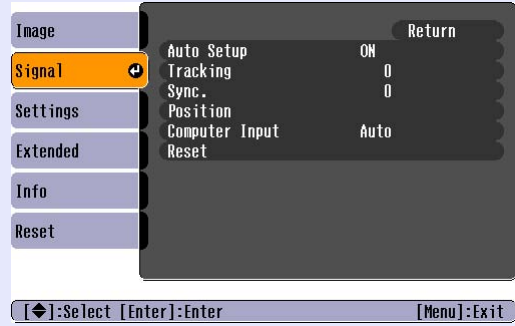 Image
Signal
Settings
Extended
Info
Reset
Return
Auto Setup ON
Tracking 0
Sync. 0
Position
Computer Input Auto
Reset
[◆]:Select [Enter]:Enter [Menu]:Exit